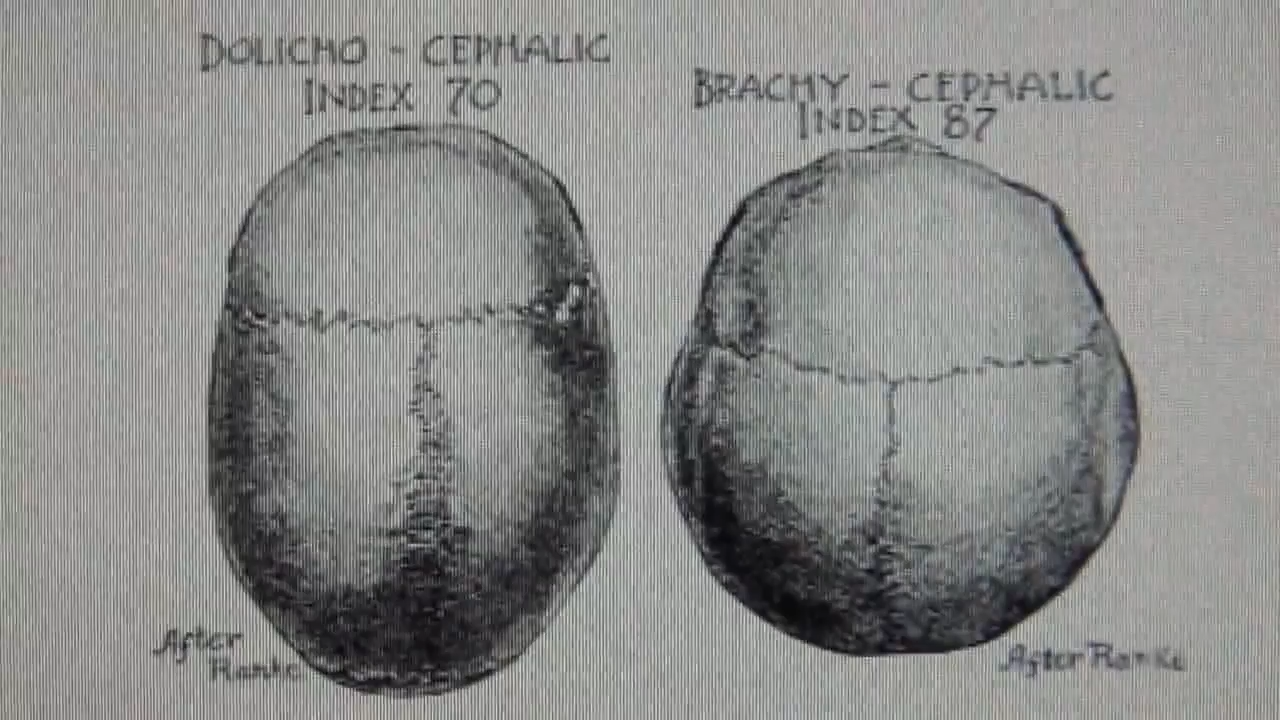 DOLICHO - CEPHALIC
INDEX 70
BRACHY - CEPHALIC
INDEX 87
After
Ranke
After Ranke